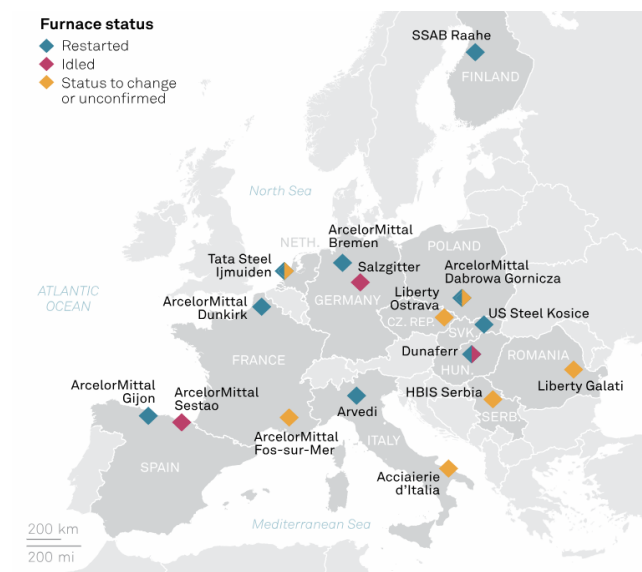 Furnace status
Restarted
Idled
Status to change
or unconfirmed
SSAB Raahe
FINLAND
North Sea
ATLANTIC
OCEAN
NETH.
ArcelorMittal
Bremen
POLAND
Tata Steel
Ijmuiden
Salzgitter
ArcelorMittal
Dabrowa Gornicza
GERMANY
Liberty
Ostrava
ArcelorMittal
Dunkirk
CZ. REP.
US Steel Kosice
SVK.
Dunaferr
HUN.
ROMANIA
FRANCE
Liberty Galati
ArcelorMittal
Gijon
ArcelorMittal
Sestao
HBIS Serbia
SERB.
Arvedi
ArcelorMittal
Fos-sur-Mer
ITALY
SPAIN
Acciaierie
d'Italia
Mediterranean Sea
200 km
200 mi